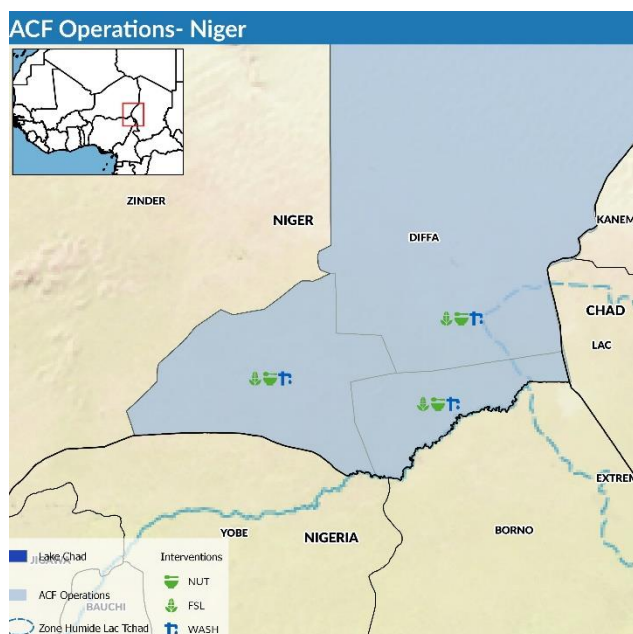 ACF Operations- Niger
ZINDER
NIGER
DIFFA
KANEM
CHAD
LAC
EXTREM
YOBE
NIGERIA
BORNO
Lake Chad
JIGAWA
ACF Operations
BAUCHI
Zone Humide Lac Tchad
Interventions
NUT
FSL
WASH